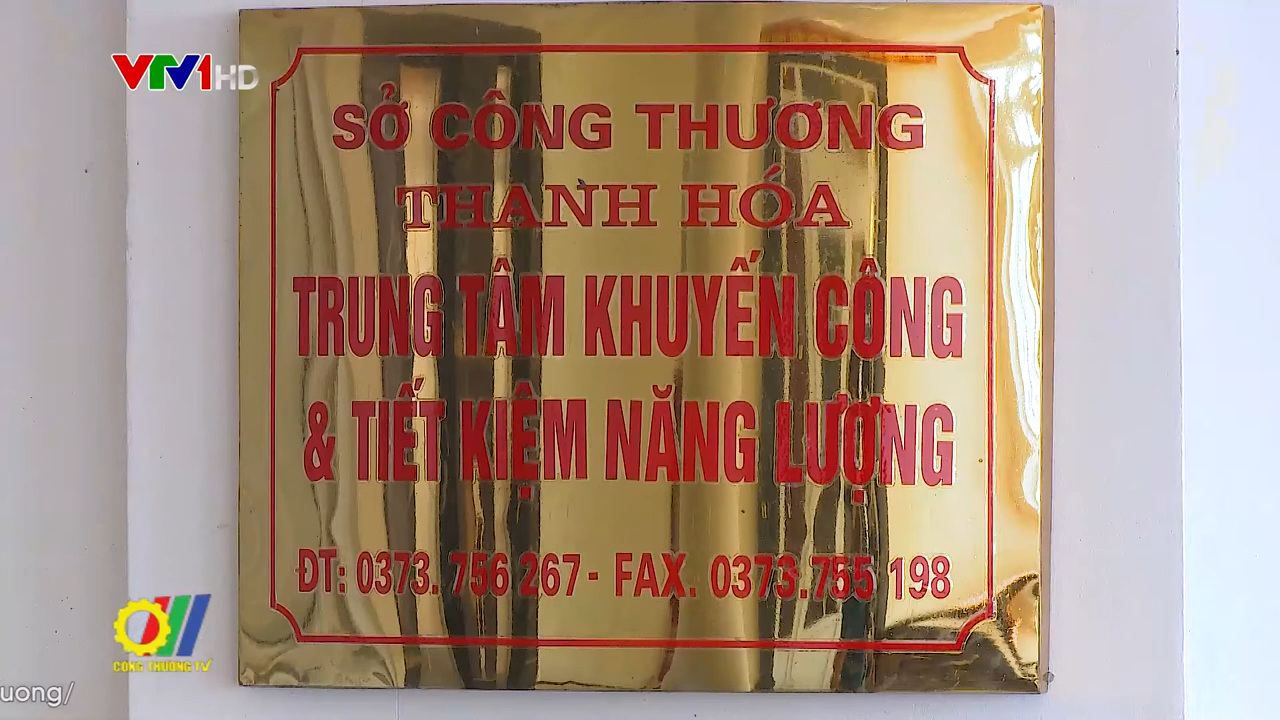 VTV1 HD
SỞ CÔNG THƯƠNG
THANH HÓA
TRUNG TÂM KHUYẾN CÔNG
& TIẾT KIỆM NĂNG LƯỢNG
ĐT: 0373. 756 267 - FAX. 0373.755 198
CÔNG THƯƠNG TV
uong/